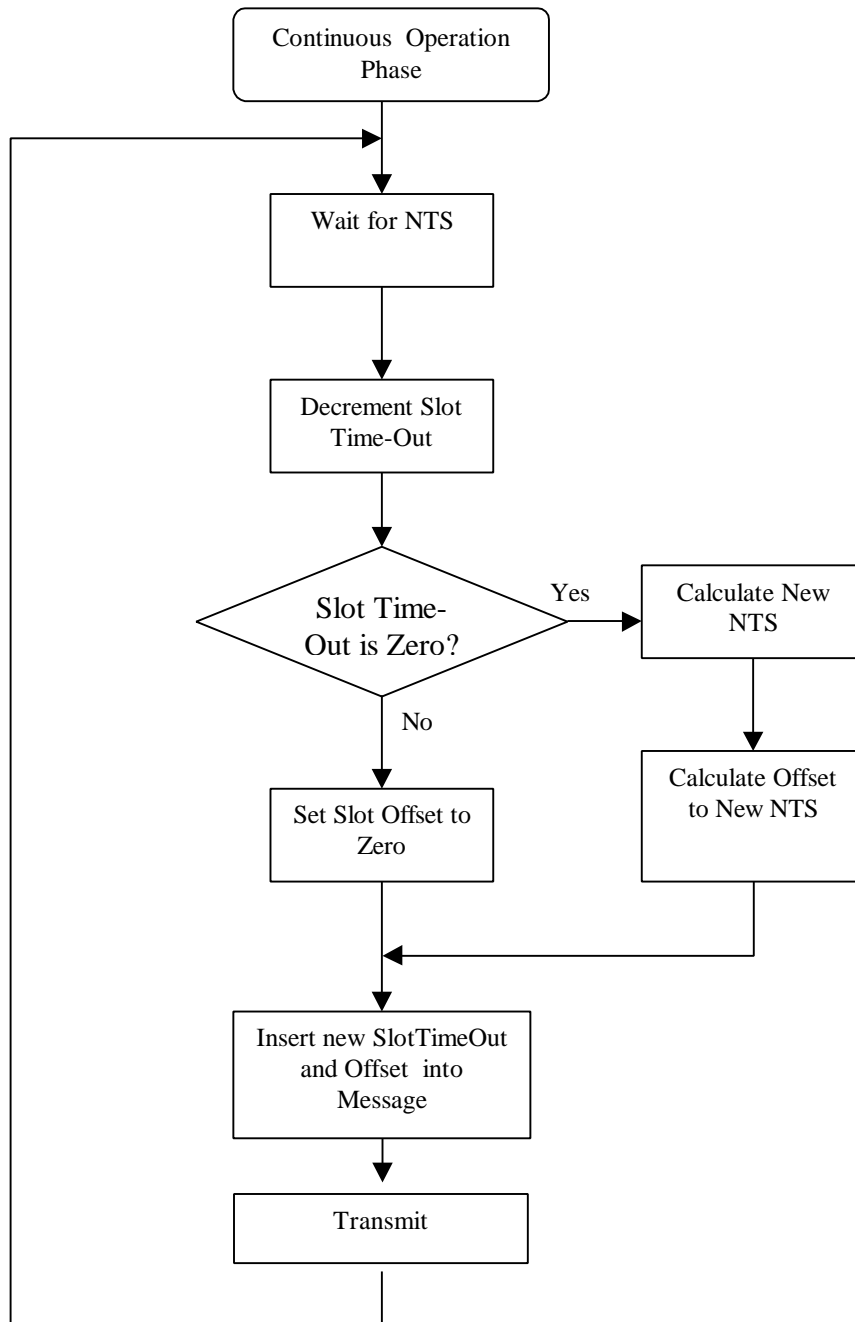 Continuous Operation
Phase
Wait for NTS
Decrement Slot
Time-Out
Slot Time-
Out is Zero?
Yes
Calculate New
NTS
No
Calculate Offset
to New NTS
Set Slot Offset to
Zero
Insert new SlotTimeOut
and Offset into
Message
Transmit